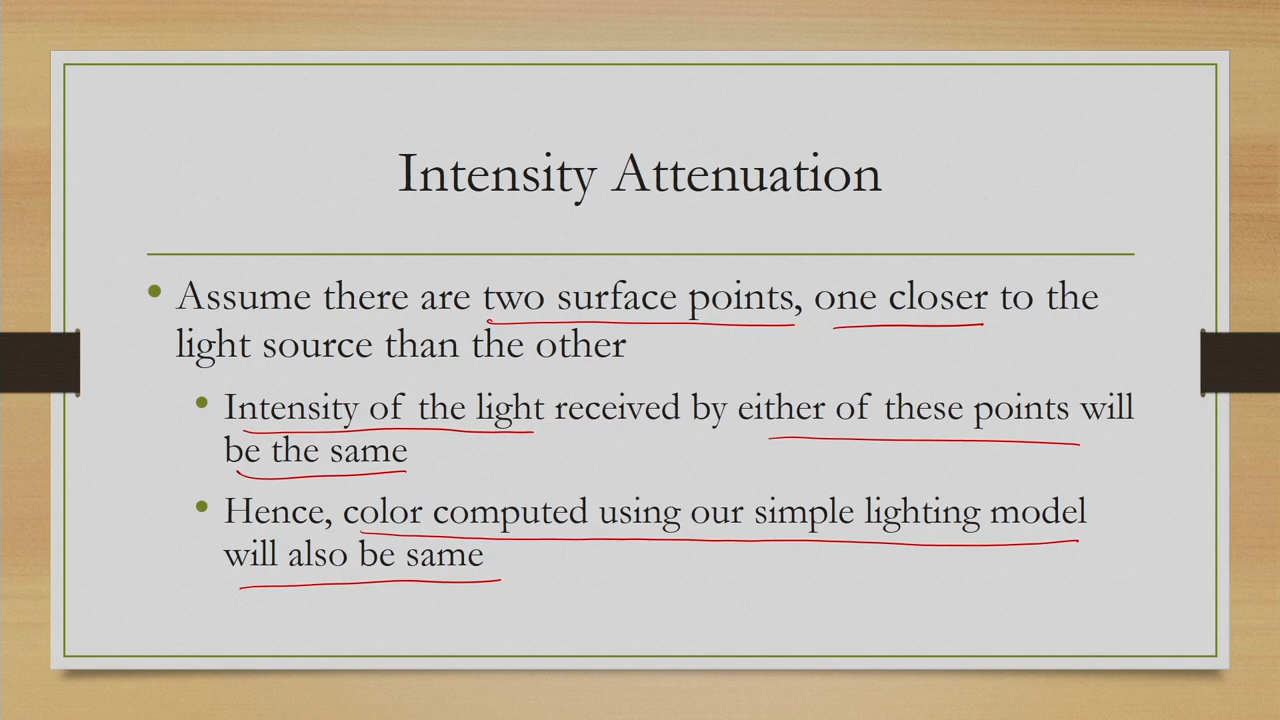 Intensity Attenuation
• Assume there are two surface points, one closer to the
light source than the other
• Intensity of the light received by either of these points will
be the same
• Hence, color computed using our simple lighting model
will also be same